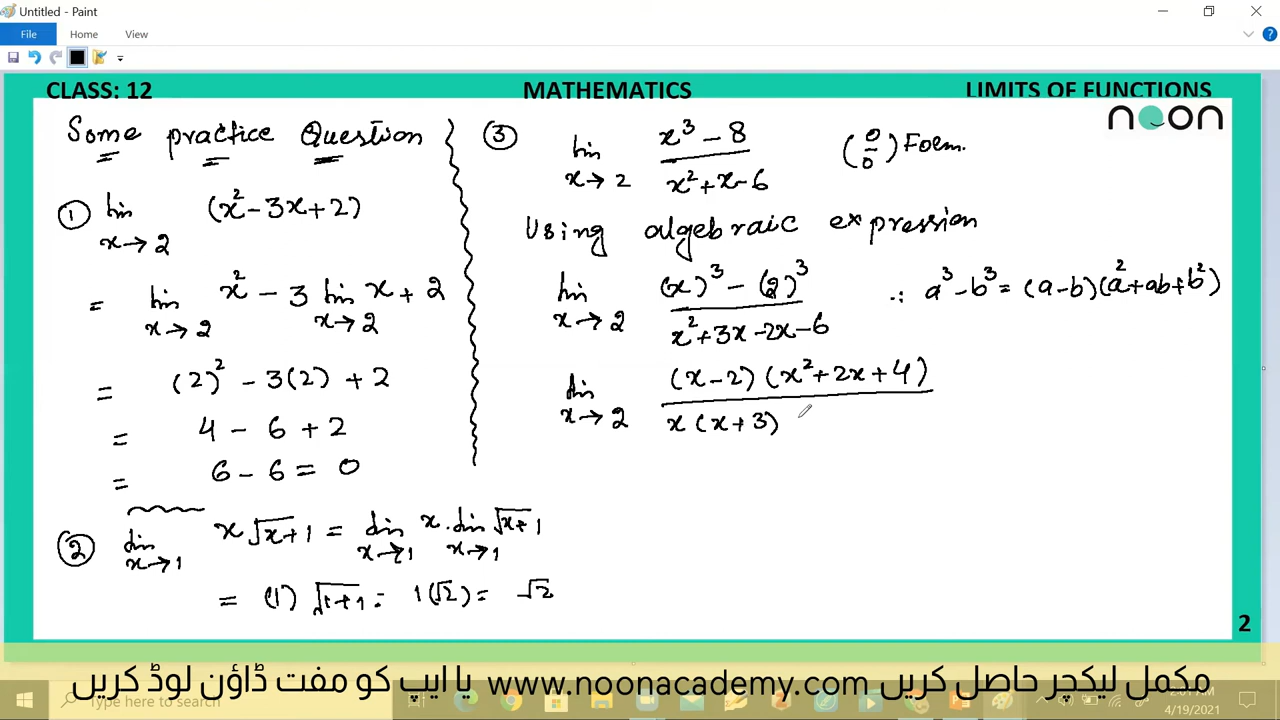 Untitled - Paint
File Home View
CLASS: 12 MATHEMATICS LIMITS OF FUNCTIONS
noon
Some practice Question
① lim x→2 (x² - 3x + 2)
= lim x→2 x² - 3 lim x→2 x + 2
= (2)² - 3(2) + 2
= 4 - 6 + 2
= 6 - 6 = 0
② lim x→1 x √x+1 = lim x→1 x . lim x→1 √x+1
= (1) √1+1 = 1(√2) = √2
③ lim x→2 x³ - 8 / x² + x - 6 (0/0) Form.
Using algebraic expression
lim x→2 (x)³ - (2)³ / x² + 3x - 2x - 6 ∴ a³ - b³ = (a-b)(a² + ab + b²)
lim x→2 (x-2)(x² + 2x + 4) / x(x+3)
2
مکمل لیکچر حاصل کریں www.noonacademy.com یا ایپ کو مفت ڈاؤن لوڈ کریں
Type here to search
4/19/2021